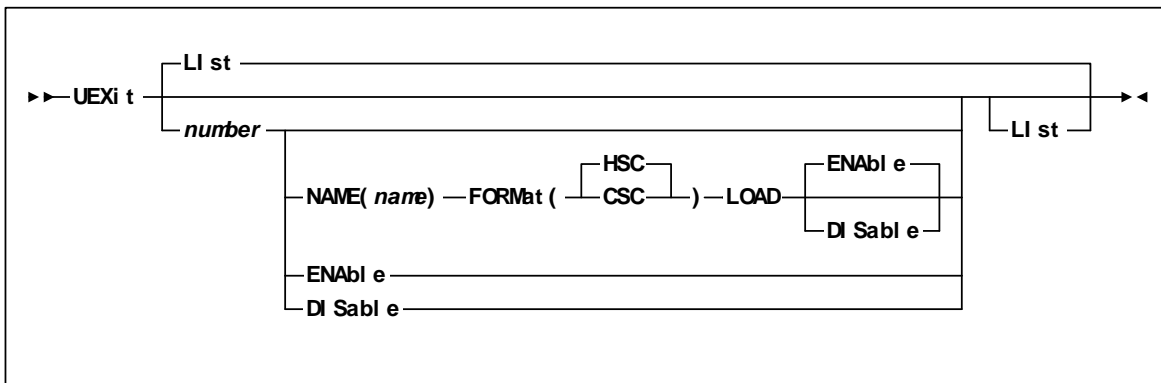 LIst
UEXit
number LIst
HSC ENAble
NAME(name) FORMat( CSC ) LOAD
DISable
ENAble
DISable